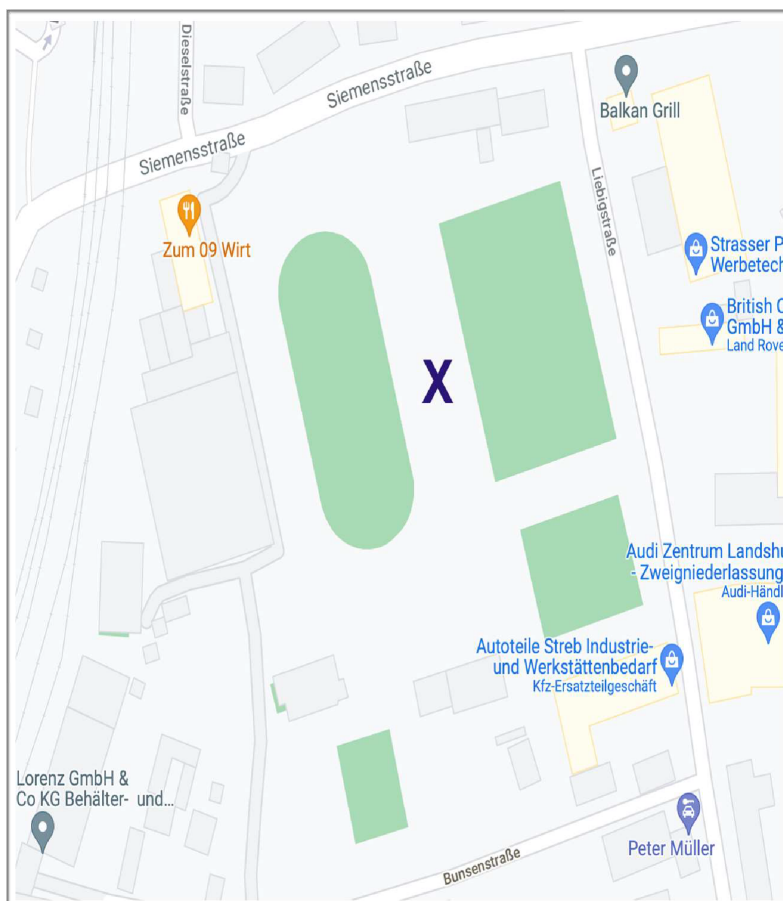 Dieselstraße
Siemensstraße
Siemensstraße
Balkan Grill
Liebigstraße
Zum 09 Wirt
Strasser P
Werbetech
British C
GmbH &
Land Rove
X
Audi Zentrum Landshu
- Zweigniederlassung
Audi-Händl
Autoteile Streb Industrie-
und Werkstättenbedarf
Kfz-Ersatzteilgeschäft
Lorenz GmbH &
Co KG Behälter- und...
Peter Müller
Bunsenstraße